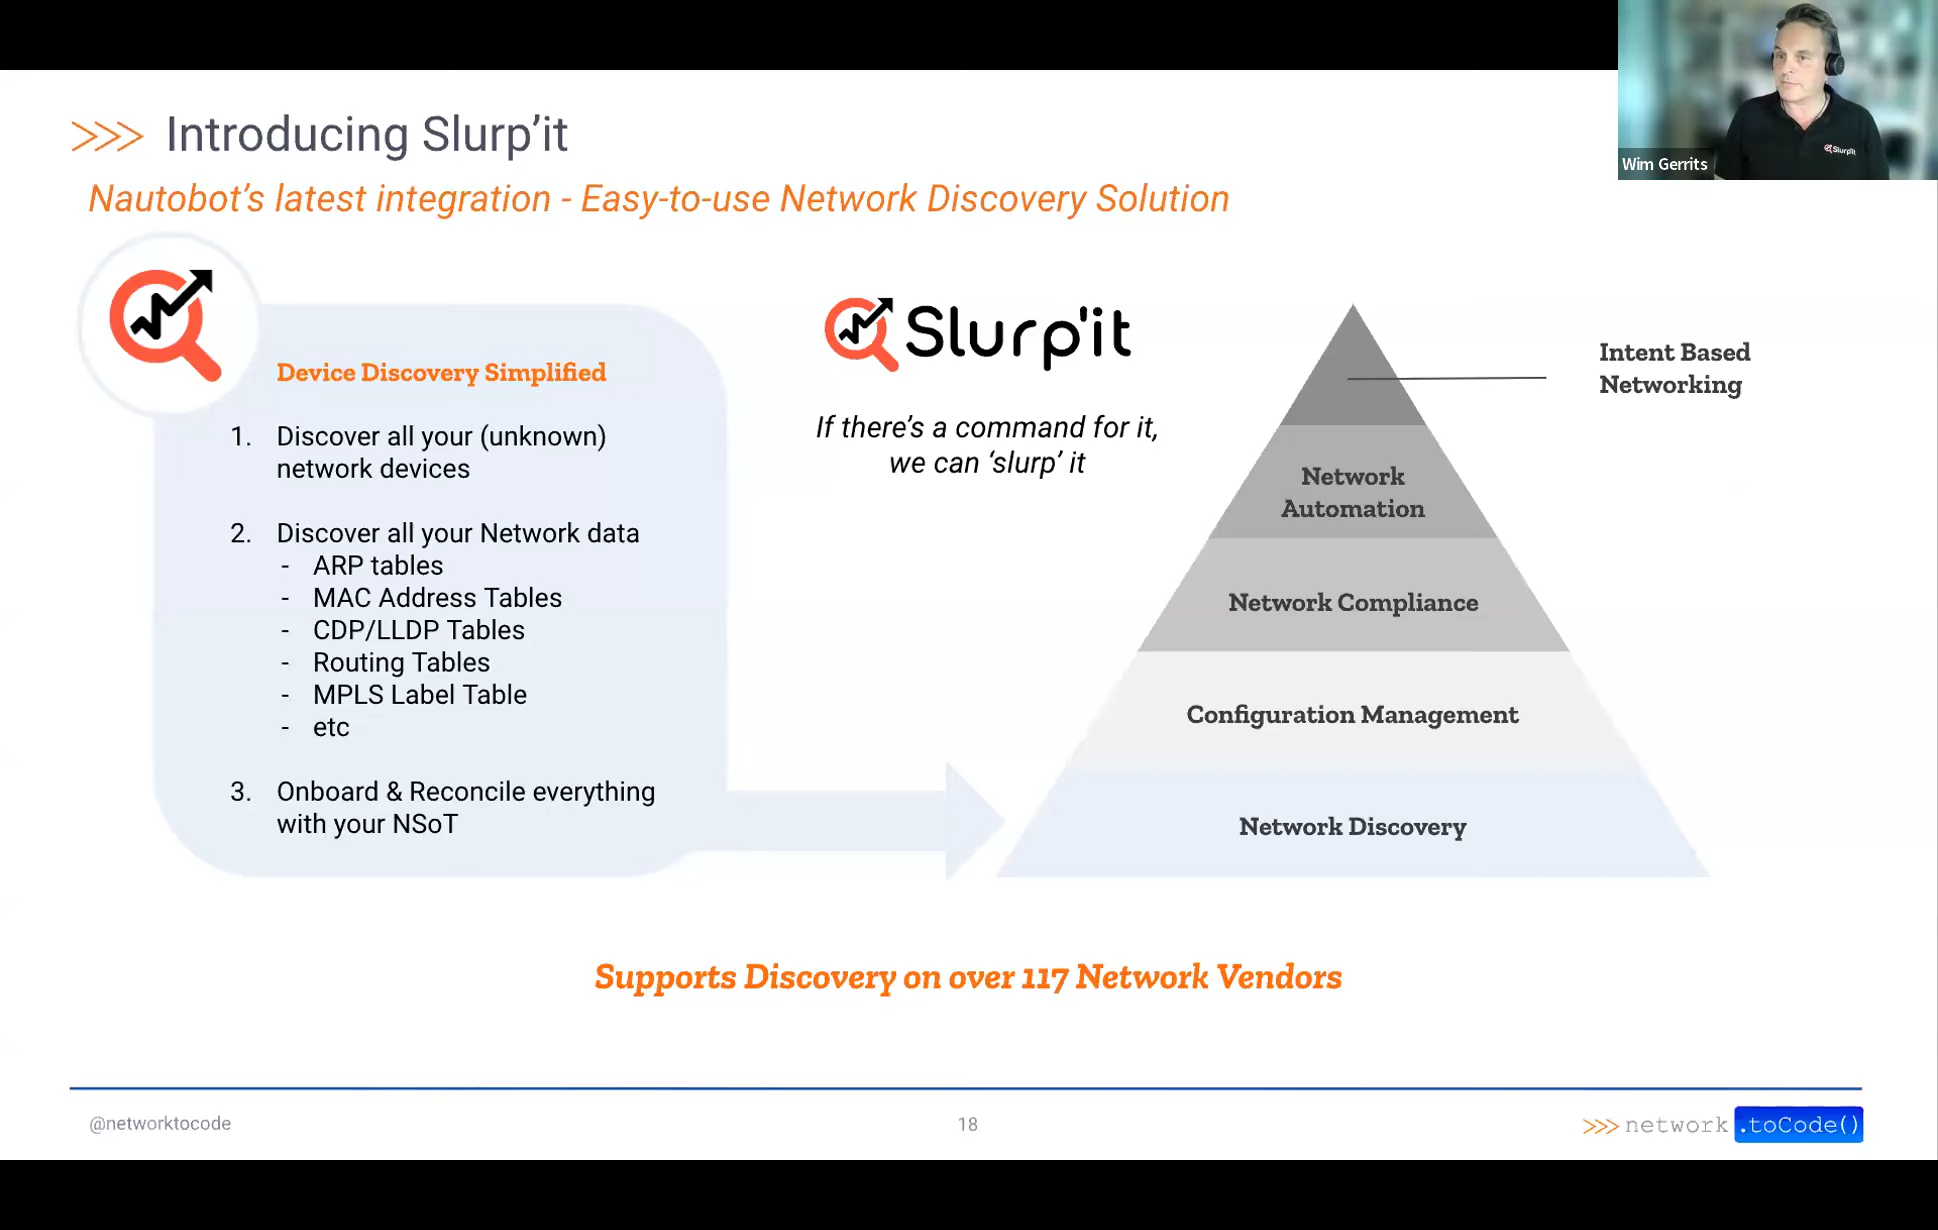 Introducing Slurp’it
Nautobot’s latest integration - Easy-to-use Network Discovery Solution
Wim Gerrits
Slurp'it
Device Discovery Simplified
1. Discover all your (unknown)
network devices
2. Discover all your Network data
- ARP tables
- MAC Address Tables
- CDP/LLDP Tables
- Routing Tables
- MPLS Label Table
- etc
3. Onboard & Reconcile everything
with your NSoT
Slurp'it
If there’s a command for it,
we can ‘slurp’ it
Intent Based
Networking
Network
Automation
Network Compliance
Configuration Management
Network Discovery
Supports Discovery on over 117 Network Vendors
@networktocode
18
>>> network .toCode()